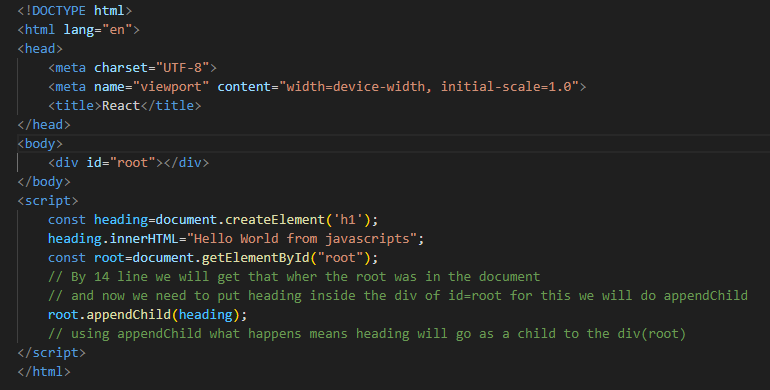 <!DOCTYPE html>
<html lang="en">
<head>
    <meta charset="UTF-8">
    <meta name="viewport" content="width=device-width, initial-scale=1.0">
    <title>React</title>
</head>
<body>
    <div id="root"></div>
</body>
<script>
    const heading=document.createElement('h1');
    heading.innerHTML="Hello World from javascripts";
    const root=document.getElementById("root");
    // By 14 line we will get that wher the root was in the document
    // and now we need to put heading inside the div of id=root for this we will do appendChild
    root.appendChild(heading);
    // using appendChild what happens means heading will go as a child to the div(root)
</script>
</html>